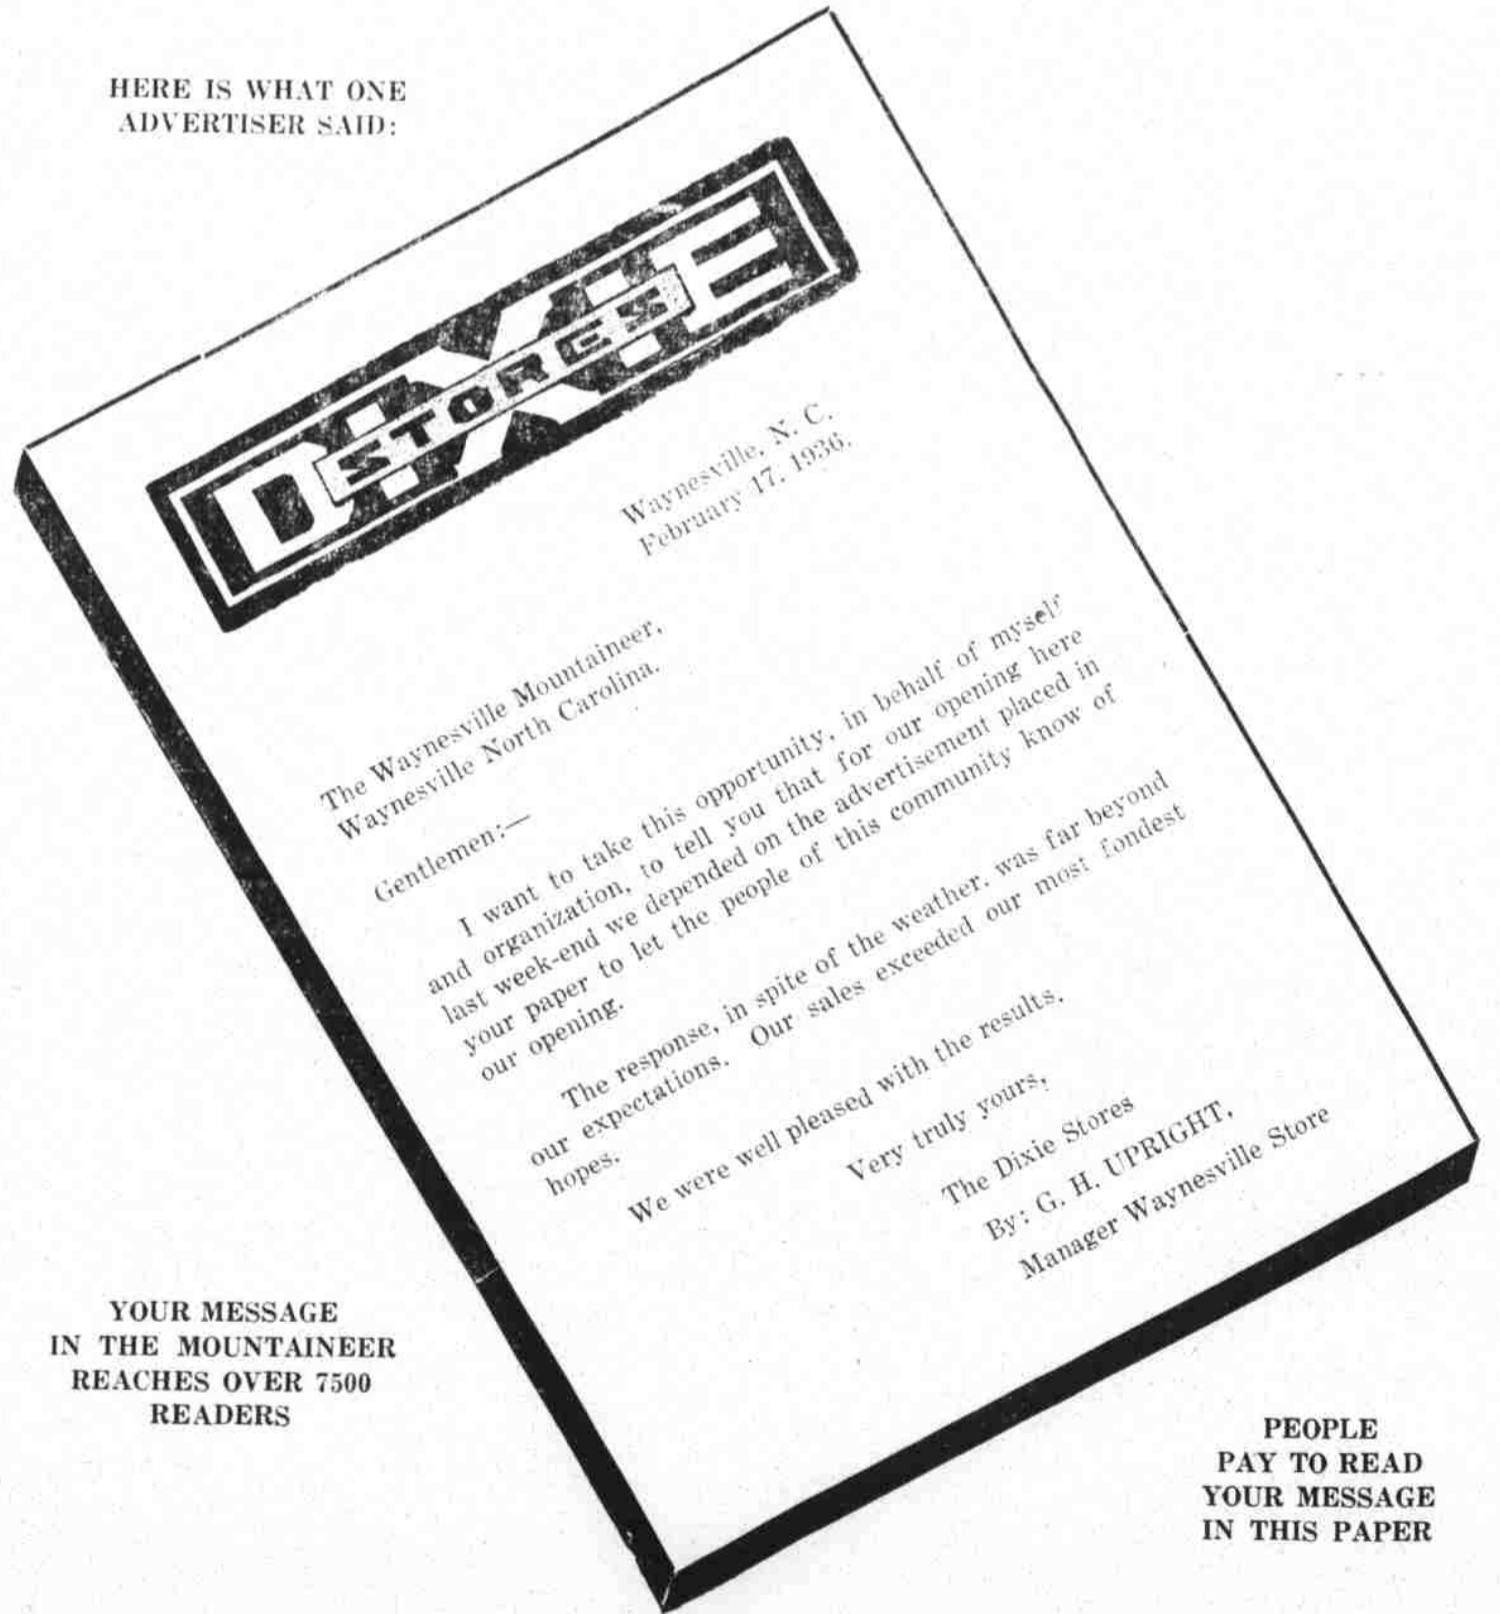 HERE IS WHAT ONE
ADVERTISER SAID:
DIXIE
STORES
Waynesville, N. C.
February 17, 1936.
The Waynesville Mountaineer,
Waynesville North Carolina.
Gentlemen:—
I want to take this opportunity, in behalf of myself
and organization, to tell you that for our opening here
last week-end we depended on the advertisement placed in
your paper to let the people of this community know of
our opening.
The response, in spite of the weather. was far beyond
our expectations. Our sales exceeded our most fondest
hopes.
We were well pleased with the results.
Very truly yours,
The Dixie Stores
By: G. H. UPRIGHT,
Manager Waynesville Store
YOUR MESSAGE
IN THE MOUNTAINEER
REACHES OVER 7500
READERS
PEOPLE
PAY TO READ
YOUR MESSAGE
IN THIS PAPER